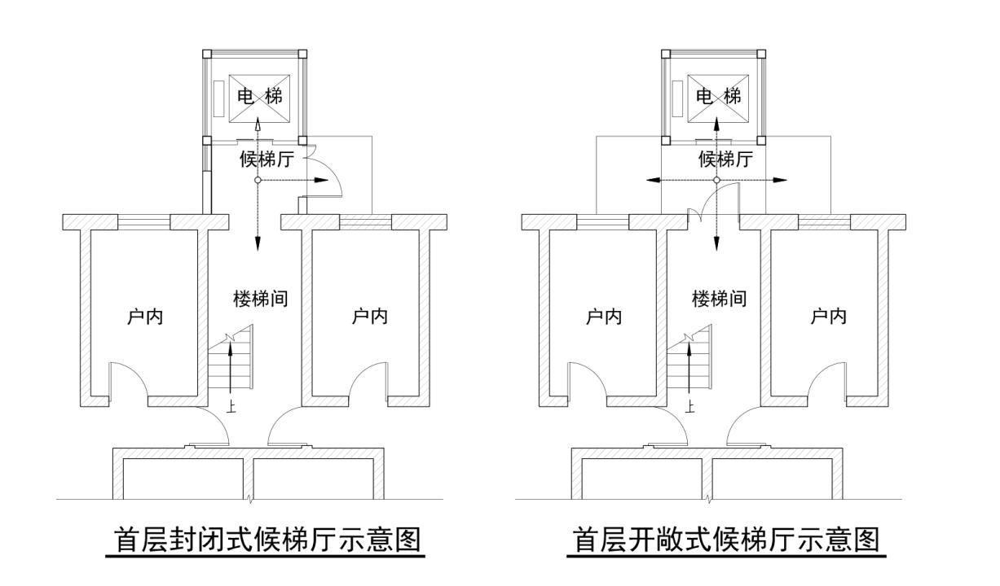 电梯
候梯厅
楼梯间
户内
户内
上
首层封闭式候梯厅示意图
电梯
候梯厅
楼梯间
户内
户内
上
首层开敞式候梯厅示意图